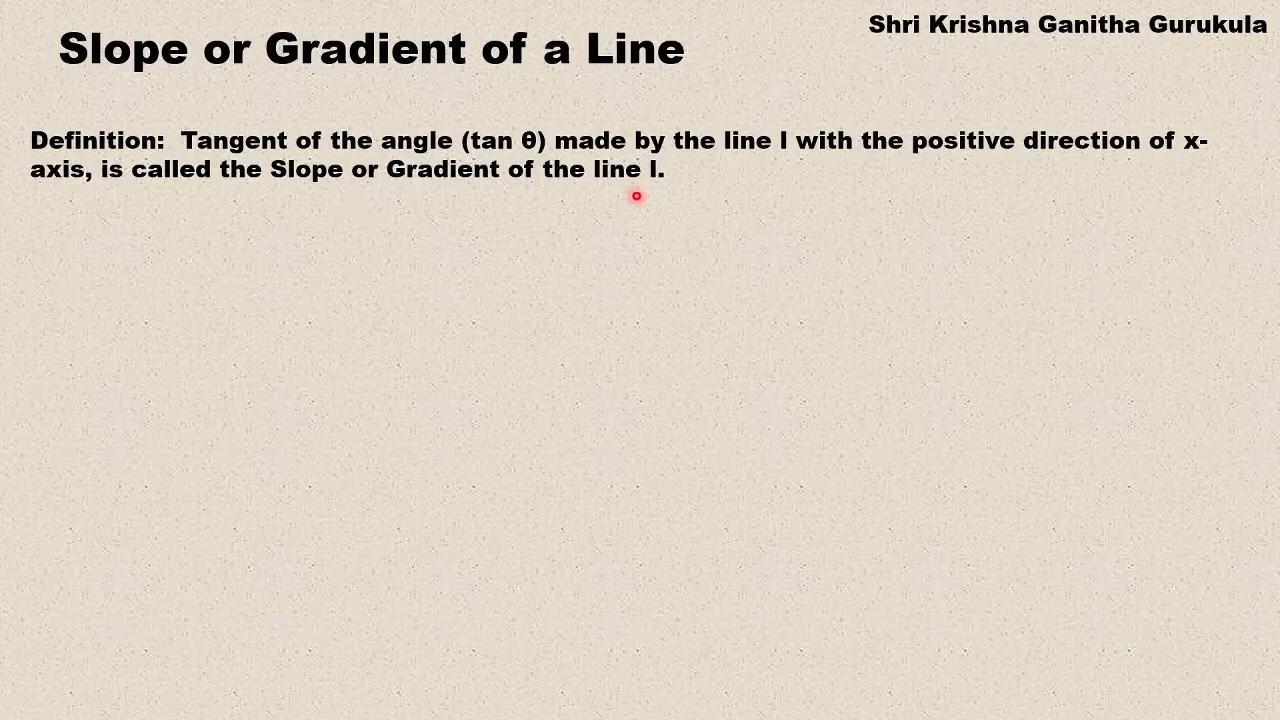 Shri Krishna Ganitha Gurukula
Slope or Gradient of a Line
Definition:  Tangent of the angle (tan θ) made by the line l with the positive direction of x-
axis, is called the Slope or Gradient of the line l.